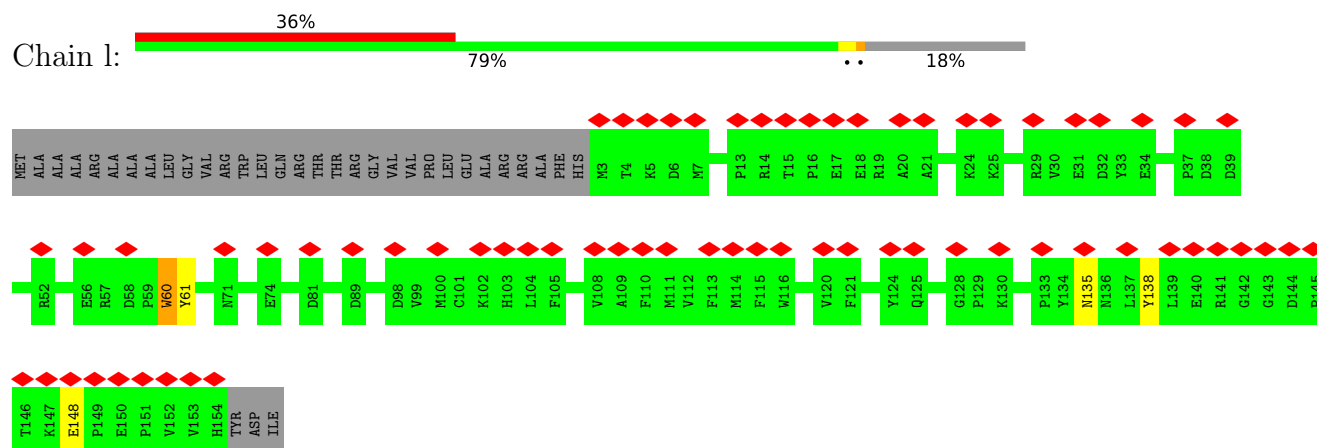 36%
Chain l:
79%
18%
MET ALA ALA ALA ARG ALA ALA ALA LEU GLY VAL ARG TRP LEU GLN ARG THR THR ARG GLY VAL VAL PRO LEU GLU ALA ARG ARG ALA PHE HIS M3 T4 K5 D6 M7 P13 R14 T15 P16 E17 E18 R19 A20 A21 K24 K25 R29 V30 E31 D32 Y33 E34 P37 D38 D39
R52 E56 R57 D58 P59 W60 Y61 N71 E74 D81 D89 D98 V99 M100 C101 K102 H103 L104 F105 V108 A109 F110 M111 V112 F113 M114 F115 W116 V120 F121 Y124 Q125 G128 P129 K130 P133 Y134 N135 N136 L137 Y138 L139 E140 R141 G142 G143 D144
T146 K147 E148 P149 E150 P151 V152 V153 H154 TYR ASP ILE